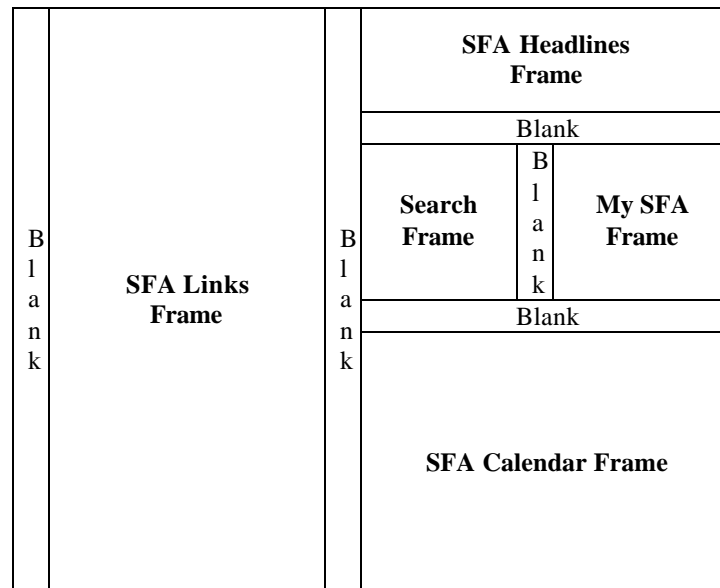 B
l
a
n
k
SFA Links
Frame
B
l
a
n
k
SFA Headlines
Frame
Blank
Search
Frame
B
l
a
n
k
My SFA
Frame
Blank
SFA Calendar Frame